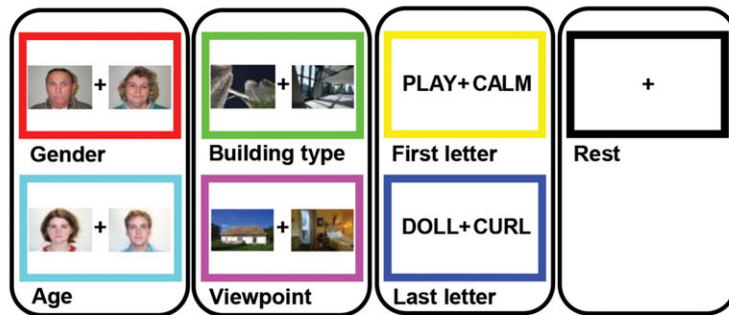 +
+
PLAY+CALM
+
Gender
Building type
First letter
Rest
+
+
DOLL+CURL
Age
Viewpoint
Last letter